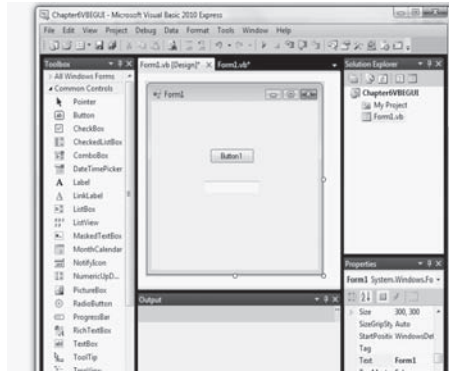 Chapter6VBEGUI - Microsoft Visual Basic 2010 Express
File Edit View Project Debug Data Format Tools Window Help
Toolbox
All Windows Forms
Common Controls
Pointer
Button
CheckBox
CheckedListBox
ComboBox
DateTimePicker
A Label
LinkLabel
ListBox
ListView
MaskedTextBox
MonthCalendar
NotifyIcon
NumericUpD...
PictureBox
RadioButton
ProgressBar
RichTextBox
TextBox
ToolTip
TreeView
Form1.vb [Design]* X Form1.vb*
Form1
Button1
Output
Solution Explorer
Chapter6VBEGUI
My Project
Form1.vb
Properties
Form1 System.Windows.Fo
Size 300, 300
SizeGripSty Auto
StartPositio WindowsDef
Tag
Text Form1